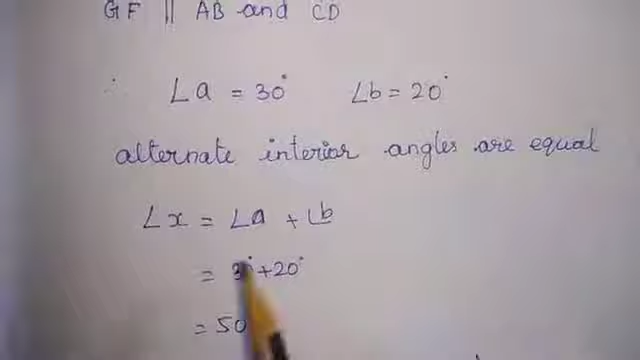 GF || AB and CD
∴ ∠a = 30° ∠b = 20°
alternate interior angles are equal
∠x = ∠a + ∠b
= 30° + 20°
= 50